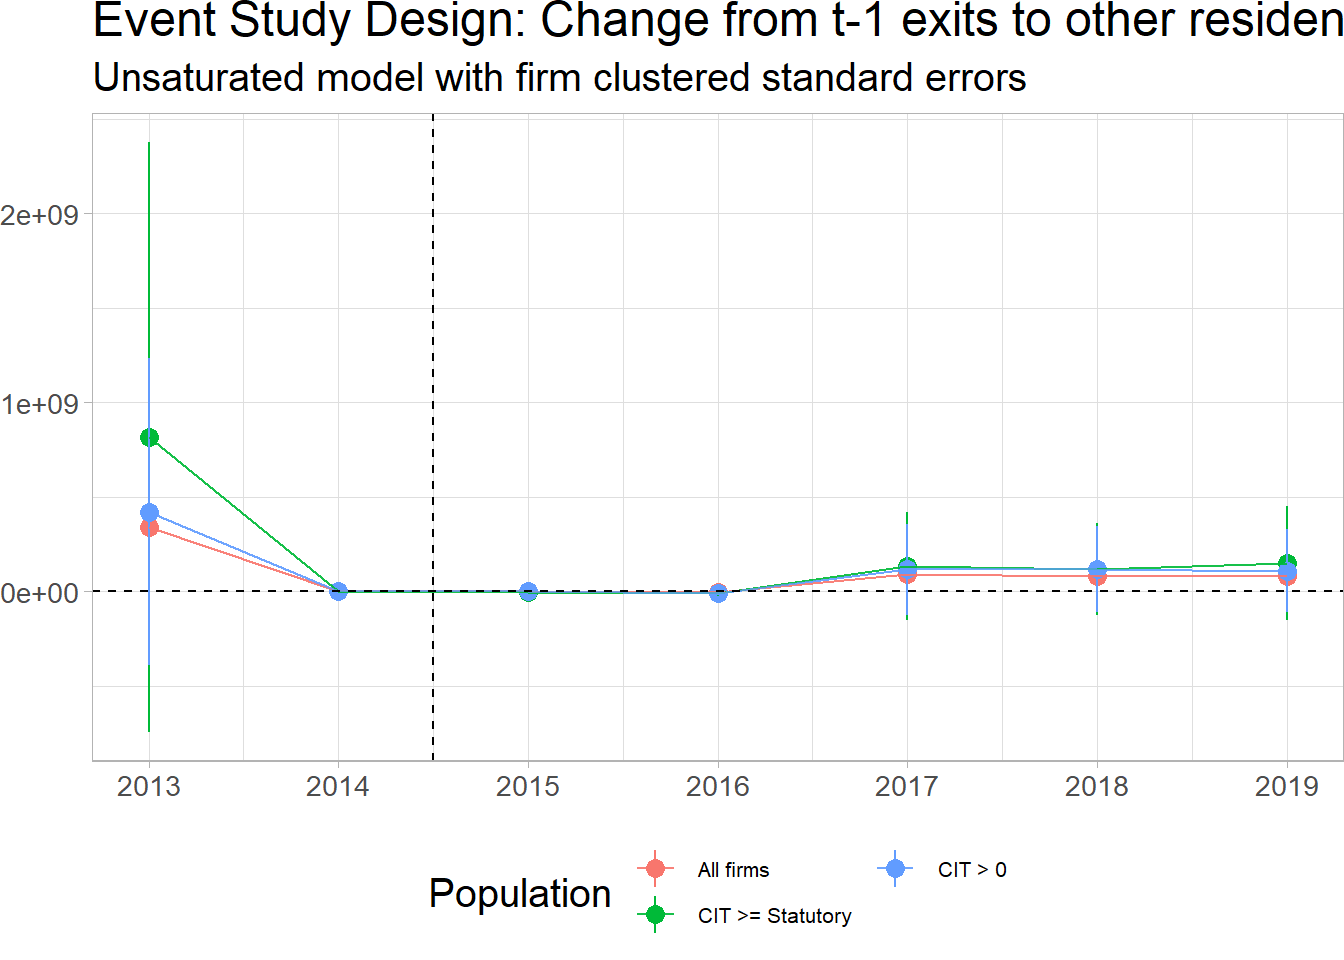 Event Study Design: Change from t-1 exits to other residen
Unsaturated model with firm clustered standard errors
2e+09
1e+09
0e+00
2013 2014 2015 2016 2017 2018 2019
Population
All firms
CIT > 0
CIT >= Statutory